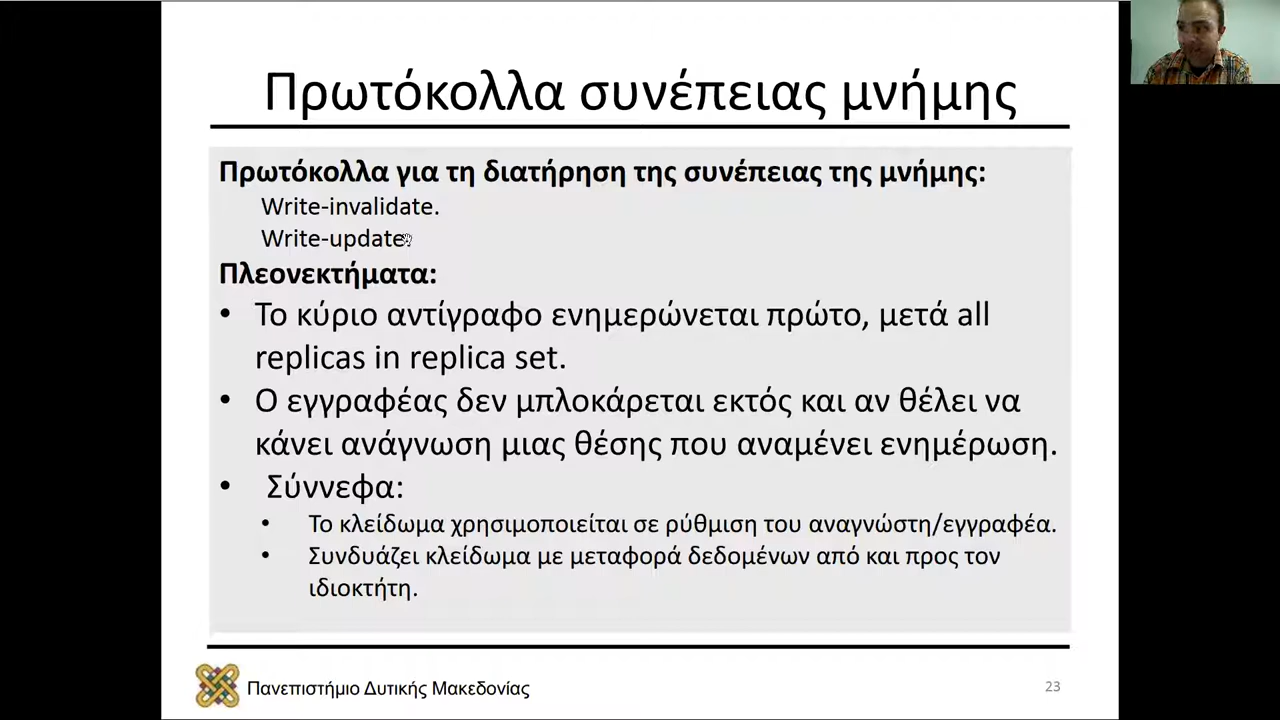 Πρωτόκολλα συνέπειας μνήμης
Πρωτόκολλα για τη διατήρηση της συνέπειας της μνήμης:
Write-invalidate.
Write-update.
Πλεονεκτήματα:
• Το κύριο αντίγραφο ενημερώνεται πρώτο, μετά all
replicas in replica set.
• Ο εγγραφέας δεν μπλοκάρεται εκτός και αν θέλει να
κάνει ανάγνωση μιας θέσης που αναμένει ενημέρωση.
• Σύννεφα:
• Το κλείδωμα χρησιμοποιείται σε ρύθμιση του αναγνώστη/εγγραφέα.
• Συνδυάζει κλείδωμα με μεταφορά δεδομένων από και προς τον
ιδιοκτήτη.
Πανεπιστήμιο Δυτικής Μακεδονίας
23